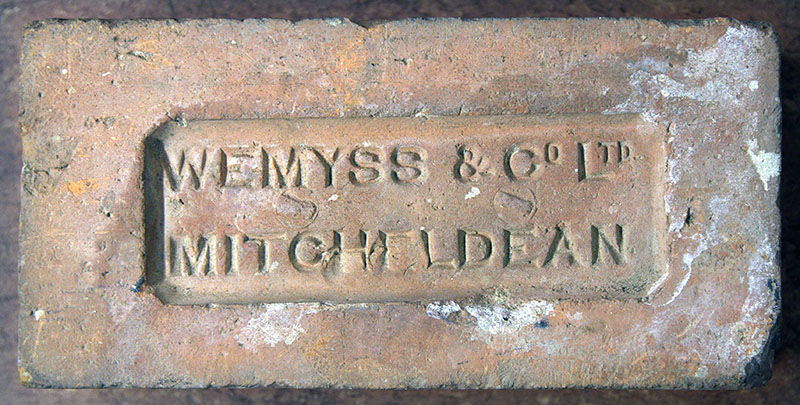 WEMYSS & Co LTD
MITCHELDEAN